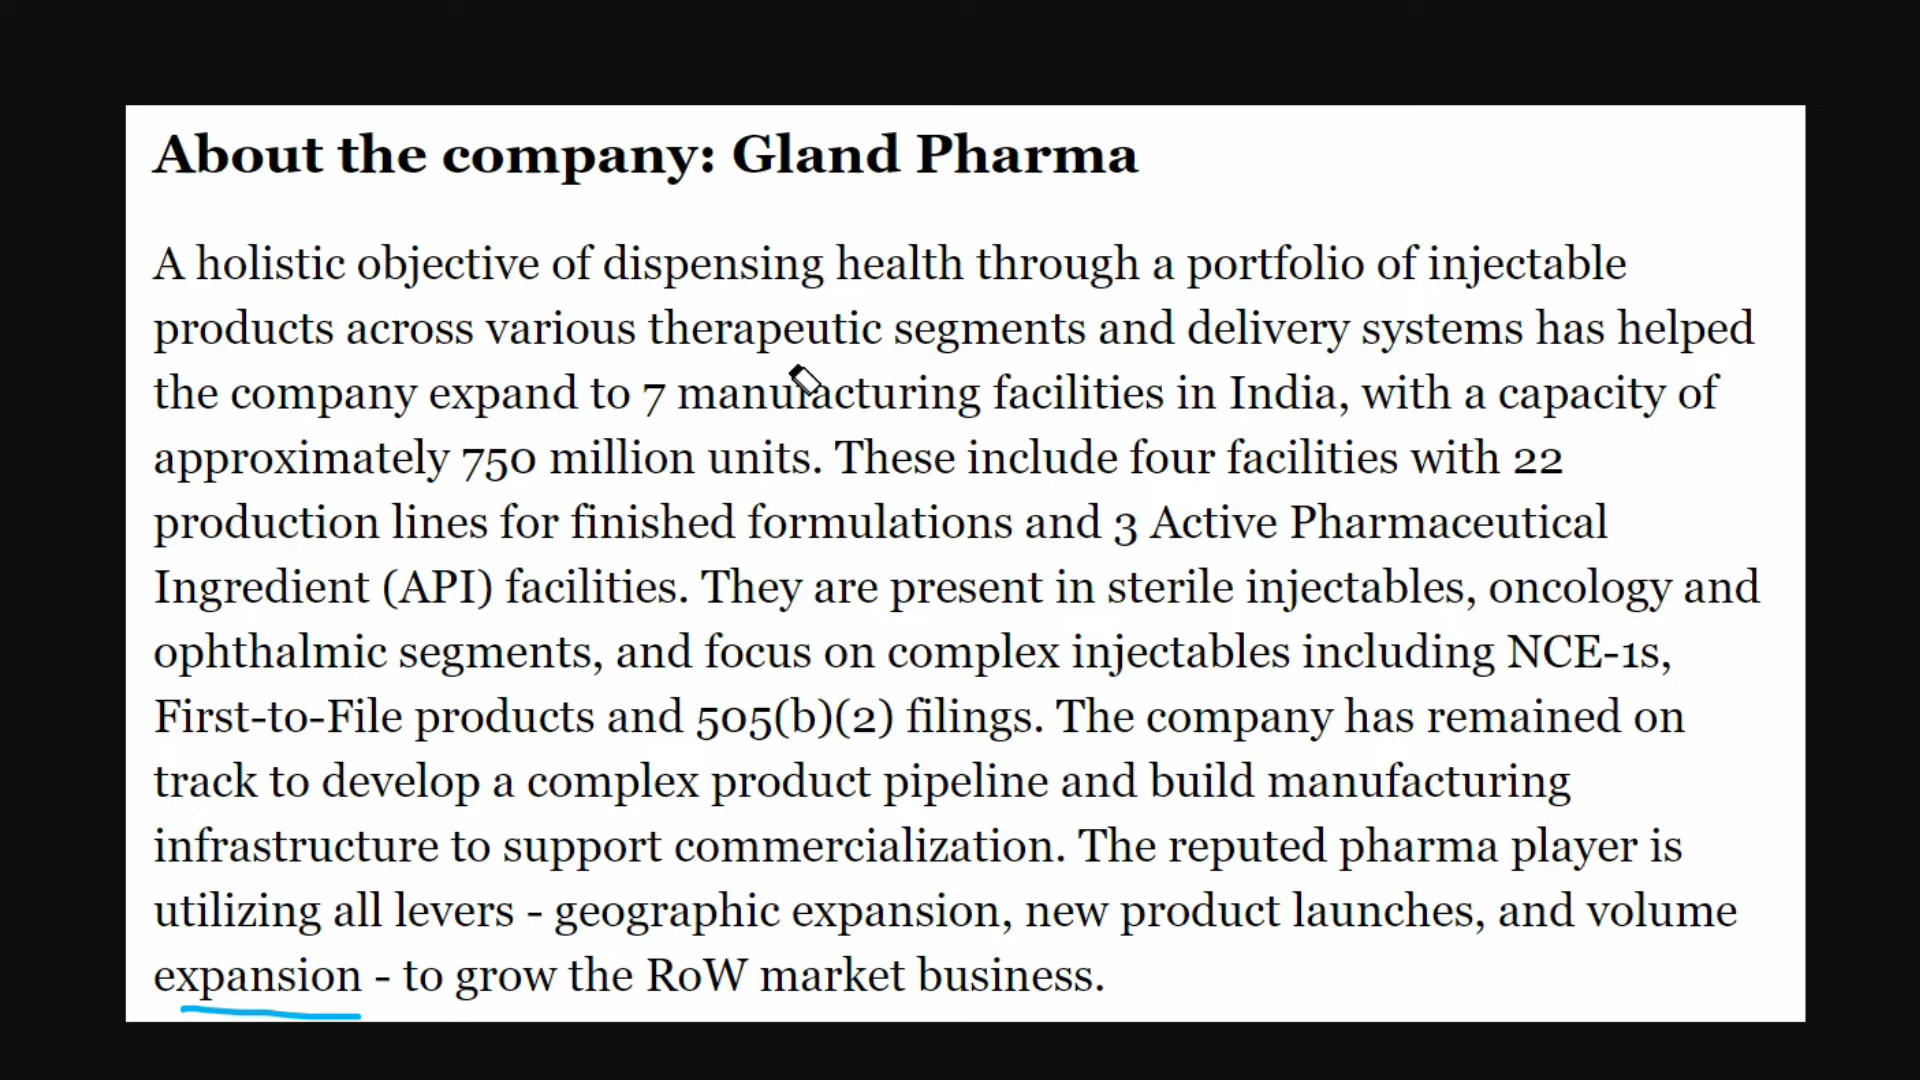 About the company: Gland Pharma
A holistic objective of dispensing health through a portfolio of injectable
products across various therapeutic segments and delivery systems has helped
the company expand to 7 manufacturing facilities in India, with a capacity of
approximately 750 million units. These include four facilities with 22
production lines for finished formulations and 3 Active Pharmaceutical
Ingredient (API) facilities. They are present in sterile injectables, oncology and
ophthalmic segments, and focus on complex injectables including NCE-1s,
First-to-File products and 505(b)(2) filings. The company has remained on
track to develop a complex product pipeline and build manufacturing
infrastructure to support commercialization. The reputed pharma player is
utilizing all levers - geographic expansion, new product launches, and volume
expansion - to grow the RoW market business.